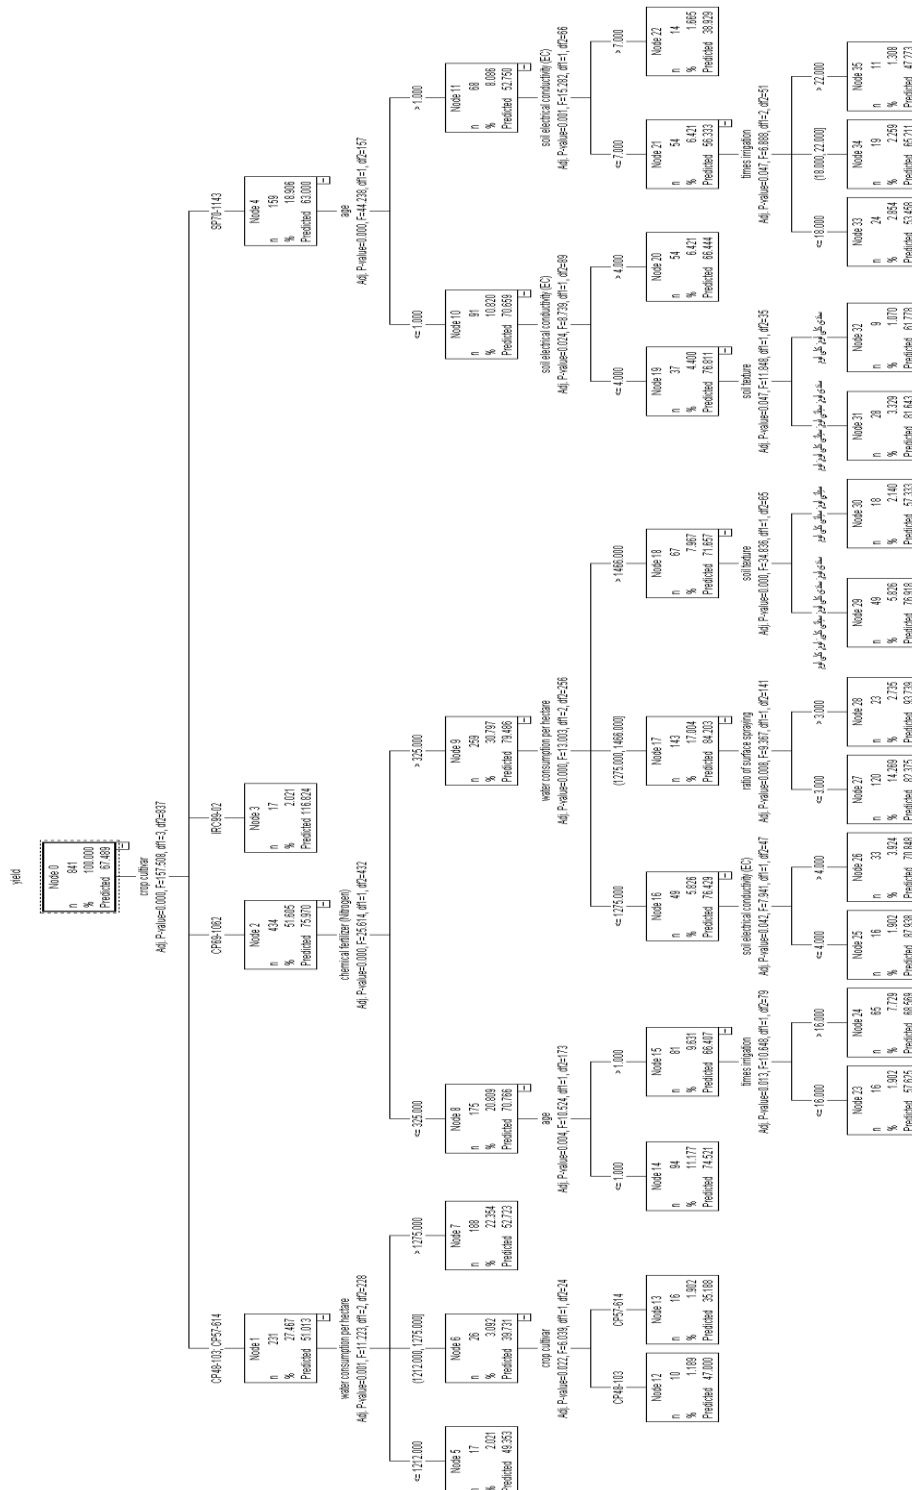 yield
Node 0
n 841
% 100.000
Predicted 67.489
crop cultivar
Adj. P-value=0.000, F=157.508, df1=3, df2=837
CP48-103; CP57-614
CP69-1062
IRC99-02
SP70-1143
Node 1
n 231
% 27.467
Predicted 51.013
Node 2
n 434
% 51.605
Predicted 75.970
Node 3
n 17
% 2.021
Predicted 116.824
Node 4
n 159
% 18.906
Predicted 63.000
water consumption per hectare
Adj. P-value=0.001, F=11.223, df1=2, df2=228
chemical fertilizer (Nitrogen)
Adj. P-value=0.000, F=25.614, df1=1, df2=432
age
Adj. P-value=0.000, F=44.238, df1=1, df2=157
<= 1212.000
(1212.000, 1275.000]
> 1275.000
<= 325.000
> 325.000
<= 1.000
> 1.000
Node 5
n 17
% 2.021
Predicted 49.353
Node 6
n 26
% 3.092
Predicted 39.731
Node 7
n 188
% 22.354
Predicted 52.723
Node 8
n 175
% 20.809
Predicted 70.766
Node 9
n 259
% 30.797
Predicted 79.486
Node 10
n 91
% 10.820
Predicted 70.659
Node 11
n 68
% 8.086
Predicted 52.750
crop cultivar
Adj. P-value=0.022, F=6.039, df1=1, df2=24
age
Adj. P-value=0.004, F=10.524, df1=1, df2=173
water consumption per hectare
Adj. P-value=0.000, F=13.003, df1=2, df2=256
soil electrical conductivity (EC)
Adj. P-value=0.024, F=8.739, df1=1, df2=89
soil electrical conductivity (EC)
Adj. P-value=0.001, F=15.282, df1=1, df2=66
CP48-103
CP57-614
<= 1.000
> 1.000
<= 1275.000
(1275.000, 1466.000]
> 1466.000
<= 4.000
> 4.000
<= 7.000
> 7.000
Node 12
n 10
% 1.189
Predicted 47.000
Node 13
n 16
% 1.902
Predicted 35.188
Node 14
n 94
% 11.177
Predicted 74.521
Node 15
n 81
% 9.631
Predicted 66.407
Node 16
n 49
% 5.826
Predicted 76.429
Node 17
n 143
% 17.004
Predicted 84.203
Node 18
n 67
% 7.967
Predicted 71.657
Node 19
n 37
% 4.400
Predicted 76.811
Node 20
n 54
% 6.421
Predicted 66.444
Node 21
n 54
% 6.421
Predicted 56.333
Node 22
n 14
% 1.665
Predicted 38.929
times irrigation
Adj. P-value=0.013, F=10.648, df1=1, df2=79
soil electrical conductivity (EC)
Adj. P-value=0.042, F=7.941, df1=1, df2=47
ratio of surface spraying
Adj. P-value=0.008, F=9.367, df1=1, df2=141
soil texture
Adj. P-value=0.000, F=34.836, df1=1, df2=65
soil texture
Adj. P-value=0.047, F=11.848, df1=1, df2=35
times irrigation
Adj. P-value=0.047, F=6.888, df1=2, df2=51
<= 16.000
> 16.000
<= 4.000
> 4.000
<= 3.000
> 3.000
<= 18.000
(18.000, 22.000]
> 22.000
Node 23
n 16
% 1.902
Predicted 57.625
Node 24
n 65
% 7.729
Predicted 68.569
Node 25
n 16
% 1.902
Predicted 87.938
Node 26
n 33
% 3.924
Predicted 70.848
Node 27
n 120
% 14.269
Predicted 82.375
Node 28
n 23
% 2.735
Predicted 93.739
Node 29
n 49
% 5.826
Predicted 76.918
Node 30
n 18
% 2.140
Predicted 57.333
Node 31
n 28
% 3.329
Predicted 81.643
Node 32
n 9
% 1.070
Predicted 61.778
Node 33
n 24
% 2.854
Predicted 53.458
Node 34
n 19
% 2.259
Predicted 65.211
Node 35
n 11
% 1.308
Predicted 47.273